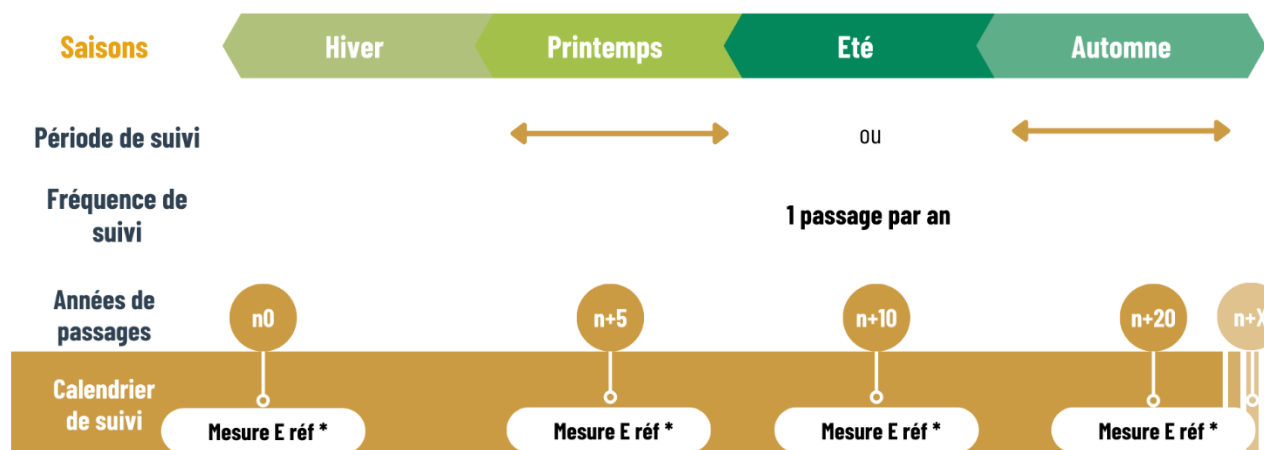 Saisons Hiver Printemps Eté Automne
Période de suivi ou
Fréquence de
suivi
1 passage par an
Années de
passages
n0 n+5 n+10 n+20 n+X
Calendrier
de suivi
Mesure E réf * Mesure E réf * Mesure E réf * Mesure E réf *